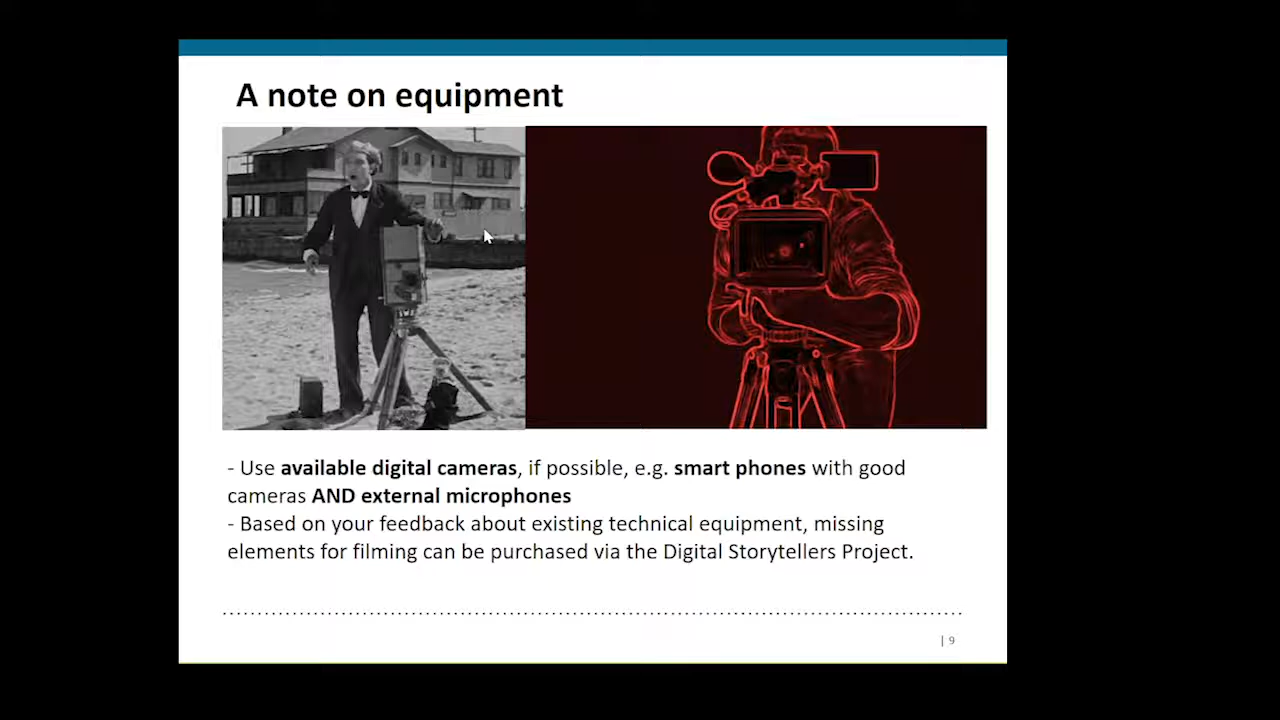 A note on equipment
- Use available digital cameras, if possible, e.g. smart phones with good
cameras AND external microphones
- Based on your feedback about existing technical equipment, missing
elements for filming can be purchased via the Digital Storytellers Project.
| 9